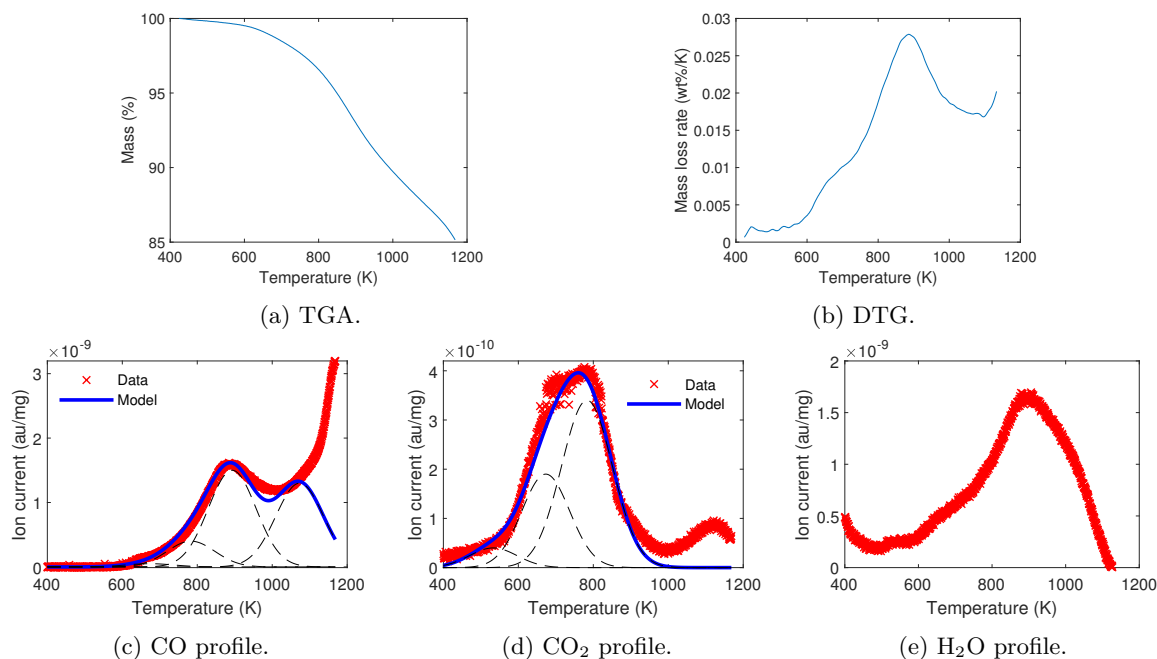 100
95
90
85
Mass (%)
400 600 800 1000 1200
Temperature (K)
(a) TGA.
0.03
0.025
0.02
0.015
0.01
0.005
0
Mass loss rate (wt%/K)
400 600 800 1000 1200
Temperature (K)
(b) DTG.
×10⁻⁹
3
2
1
0
Ion current (au/mg)
Data
Model
400 600 800 1000 1200
Temperature (K)
(c) CO profile.
×10⁻¹⁰
4
3
2
1
0
Ion current (au/mg)
Data
Model
400 600 800 1000 1200
Temperature (K)
(d) CO₂ profile.
×10⁻⁹
2
1.5
1
0.5
0
Ion current (au/mg)
400 600 800 1000 1200
Temperature (K)
(e) H₂O profile.